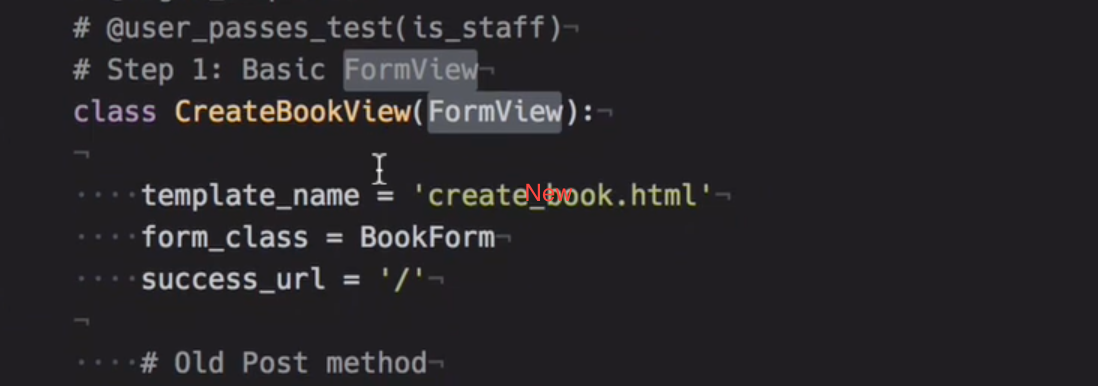 # @user_passes_test(is_staff)
# Step 1: Basic FormView
class CreateBookView(FormView):
template_name = 'create_book.html'
New
form_class = BookForm
success_url = '/'
# Old Post method